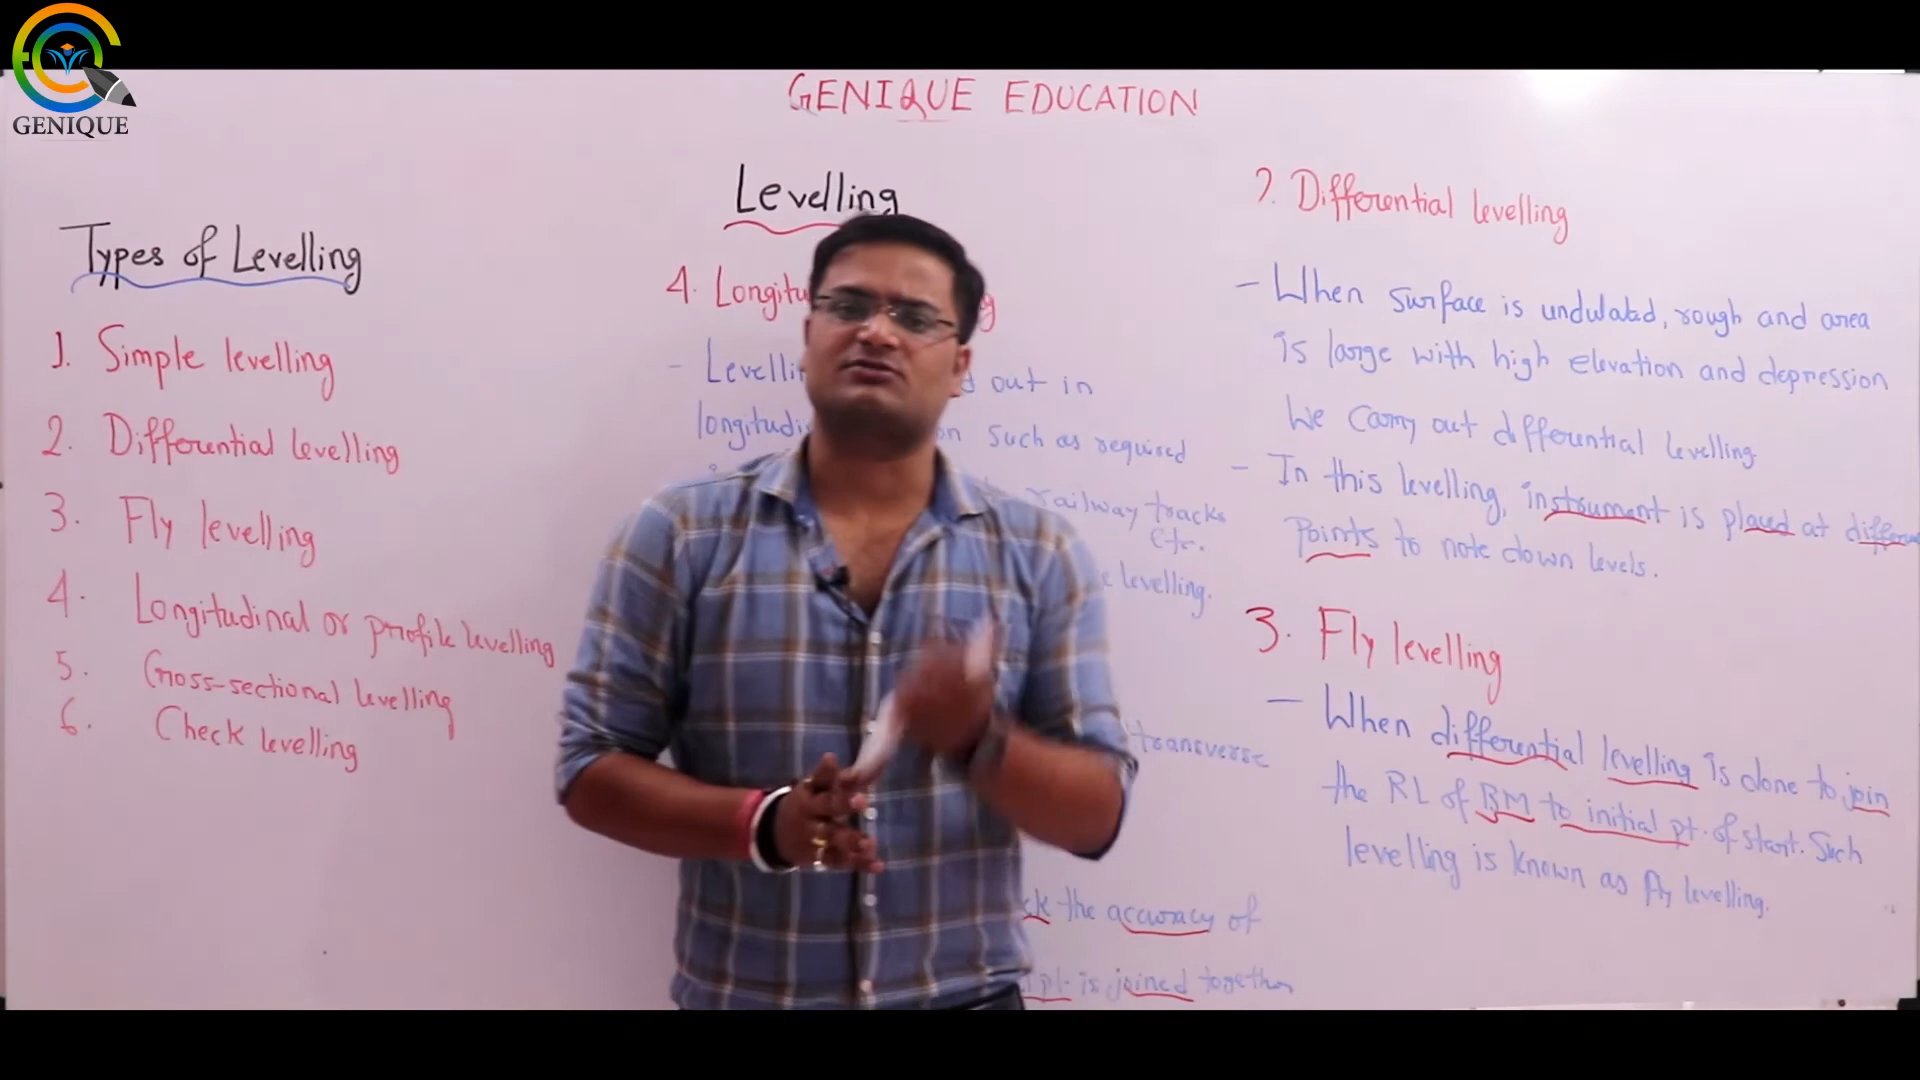 GENIQUE
GENIQUE EDUCATION
Levelling
Types of Levelling
1. Simple levelling
2. Differential levelling
3. Fly levelling
4. Longitudinal or profile levelling
5. Cross-sectional levelling
6. Check levelling
4. Longitu
- Levelli out in
longitudi on such as required
railway tracks
etc.
levelling.
transverse
ck the accuracy of
pt. is joined together
2. Differential levelling
- When surface is undulated, rough and area
is large with high elevation and depression
We carry out differential levelling
- In this levelling, instrument is placed at differen
Points to note down levels.
3. Fly levelling
- When differential levelling is done to join
the RL of BM to initial pt. of start. Such
levelling is known as fly levelling.